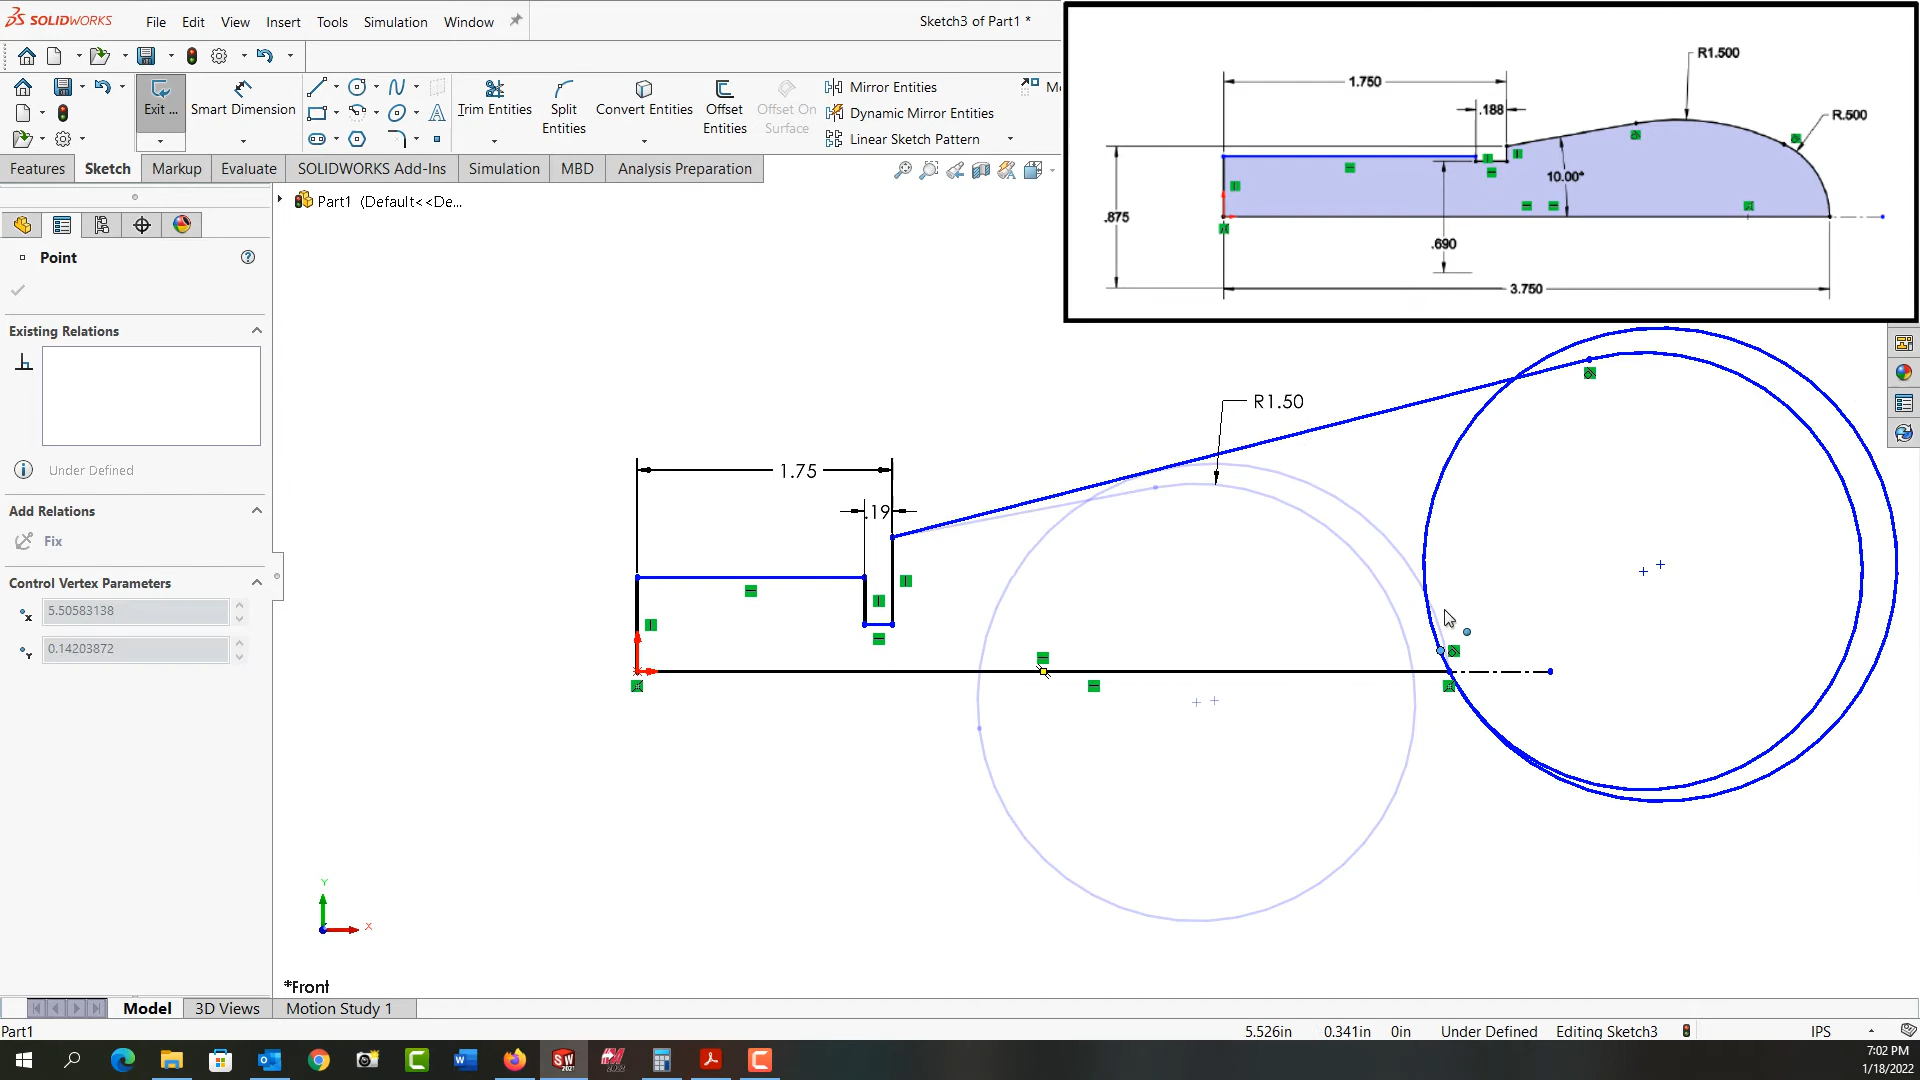 SOLIDWORKS
File Edit View Insert Tools Simulation Window
Sketch3 of Part1 *
Exit ...
Smart Dimension
Trim Entities
Split Entities
Convert Entities
Offset Entities
Offset On Surface
Mirror Entities
Dynamic Mirror Entities
Linear Sketch Pattern
Features Sketch Markup Evaluate SOLIDWORKS Add-Ins Simulation MBD Analysis Preparation
Part1 (Default<<De...
Point
Existing Relations
Under Defined
Add Relations
Fix
Control Vertex Parameters
5.50583138
0.14203872
R1.500
1.750
.188
R.500
10.00°
.875
.690
3.750
R1.50
1.75
.19
Y
X
*Front
Model 3D Views Motion Study 1
Part1
5.526in 0.341in 0in Under Defined Editing Sketch3 IPS
7:02 PM
1/18/2022